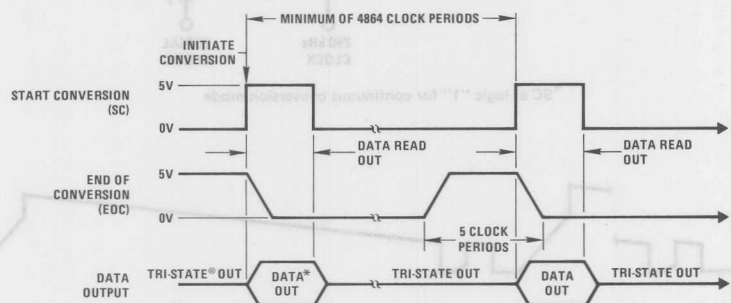 MINIMUM OF 4864 CLOCK PERIODS
INITIATE
CONVERSION
START CONVERSION
(SC)
5V
0V
DATA READ
OUT
DATA READ
OUT
END OF
CONVERSION
(EOC)
5V
0V
5 CLOCK
PERIODS
DATA
OUTPUT
TRI-STATE® OUT
DATA*
OUT
TRI-STATE OUT
DATA
OUT
TRI-STATE OUT